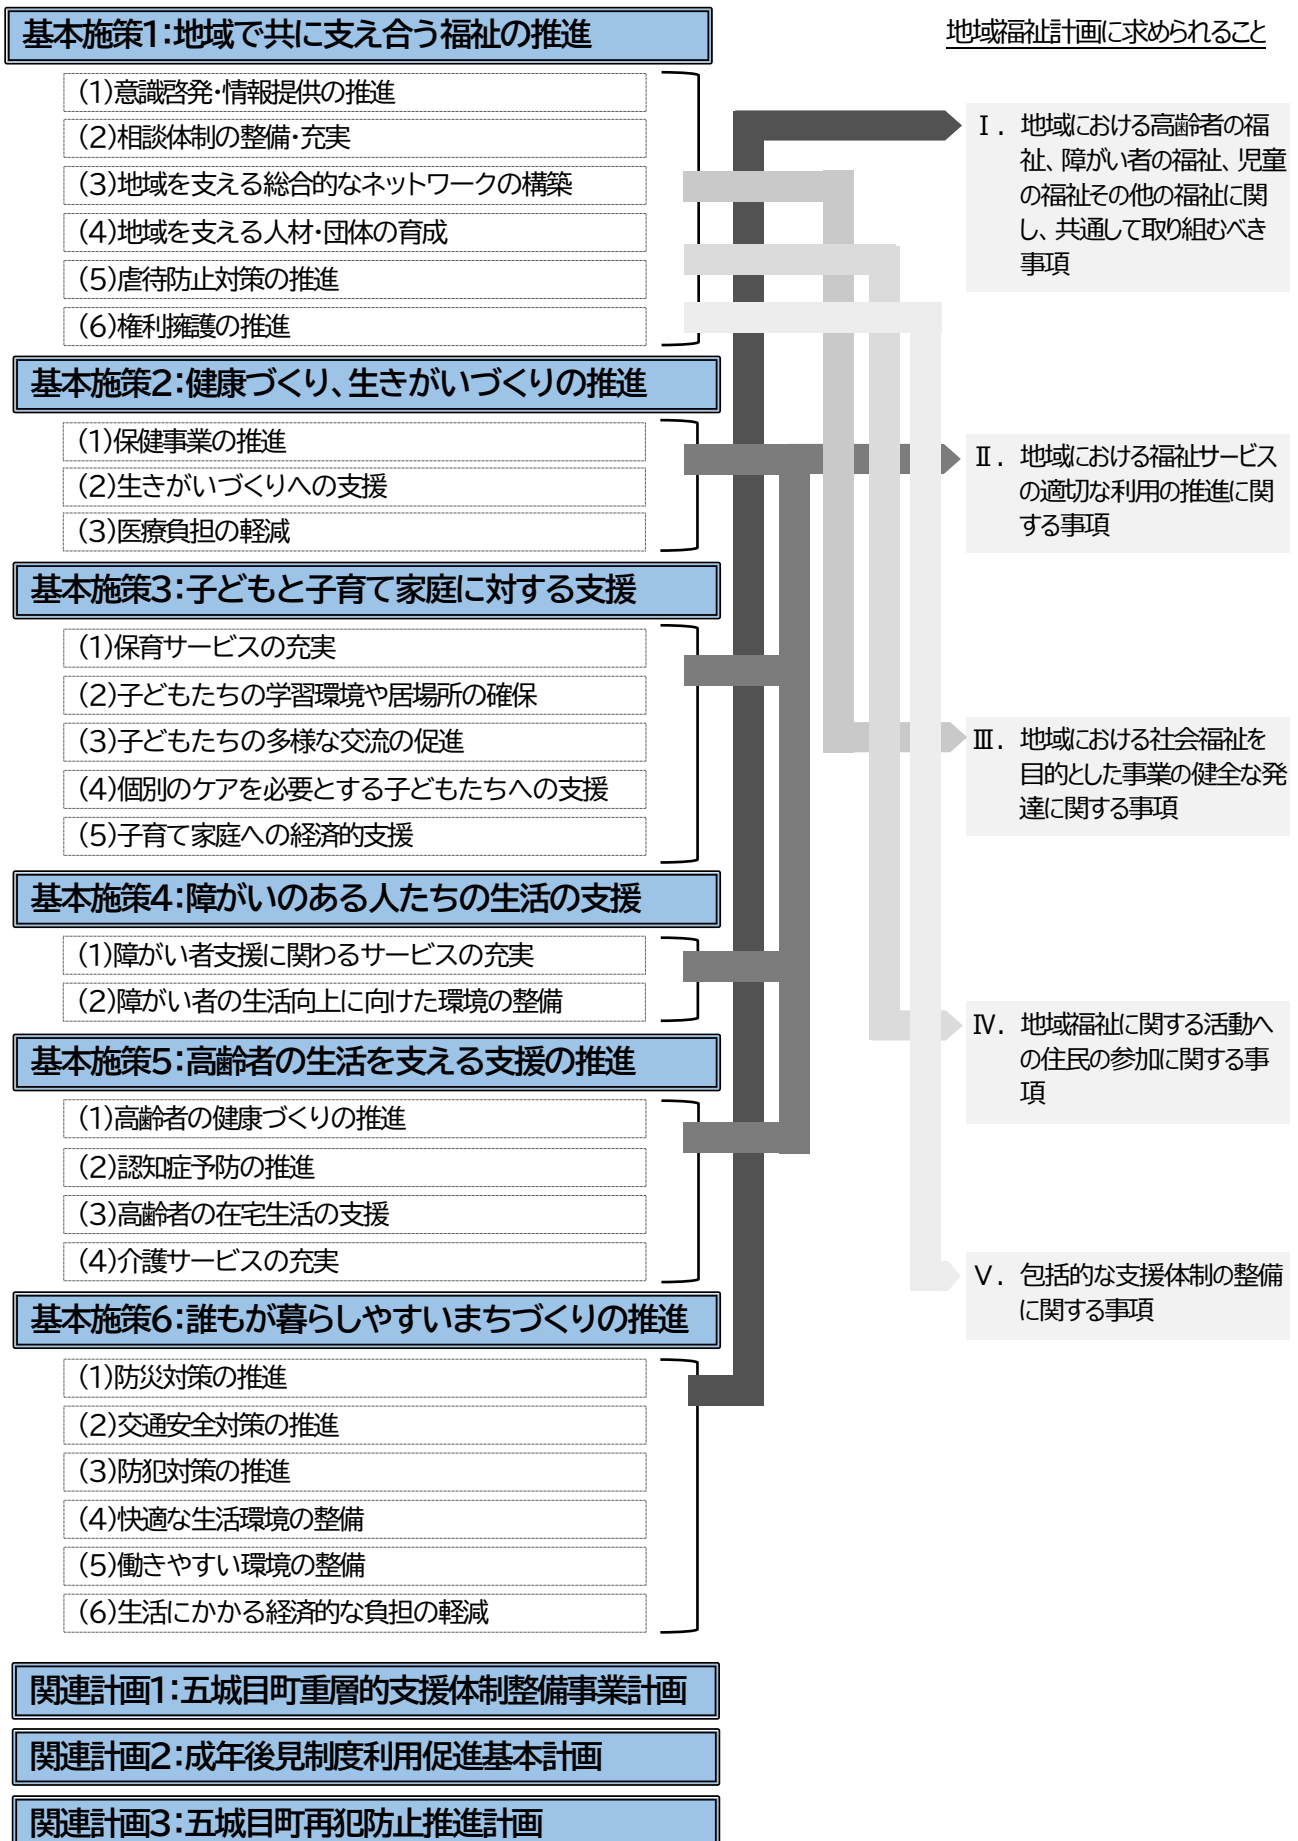 基本施策1：地域で共に支え合う福祉の推進
(1)意識啓発・情報提供の推進
(2)相談体制の整備・充実
(3)地域を支える総合的なネットワークの構築
(4)地域を支える人材・団体の育成
(5)虐待防止対策の推進
(6)権利擁護の推進
基本施策2：健康づくり、生きがいづくりの推進
(1)保健事業の推進
(2)生きがいづくりへの支援
(3)医療負担の軽減
基本施策3：子どもと子育て家庭に対する支援
(1)保育サービスの充実
(2)子どもたちの学習環境や居場所の確保
(3)子どもたちの多様な交流の促進
(4)個別のケアを必要とする子どもたちへの支援
(5)子育て家庭への経済的支援
基本施策4：障がいのある人たちの生活の支援
(1)障がい者支援に関わるサービスの充実
(2)障がい者の生活向上に向けた環境の整備
基本施策5：高齢者の生活を支える支援の推進
(1)高齢者の健康づくりの推進
(2)認知症予防の推進
(3)高齢者の在宅生活の支援
(4)介護サービスの充実
基本施策6：誰もが暮らしやすいまちづくりの推進
(1)防災対策の推進
(2)交通安全対策の推進
(3)防犯対策の推進
(4)快適な生活環境の整備
(5)働きやすい環境の整備
(6)生活にかかる経済的な負担の軽減
関連計画1：五城目町重層的支援体制整備事業計画
関連計画2：成年後見制度利用促進基本計画
関連計画3：五城目町再犯防止推進計画
地域福祉計画に求められること
Ⅰ．地域における高齢者の福
祉、障がい者の福祉、児童
の福祉その他の福祉に関
し、共通して取り組むべき
事項
Ⅱ．地域における福祉サービス
の適切な利用の推進に関
する事項
Ⅲ．地域における社会福祉を
目的とした事業の健全な発
達に関する事項
Ⅳ．地域福祉に関する活動へ
の住民の参加に関する事
項
Ⅴ．包括的な支援体制の整備
に関する事項